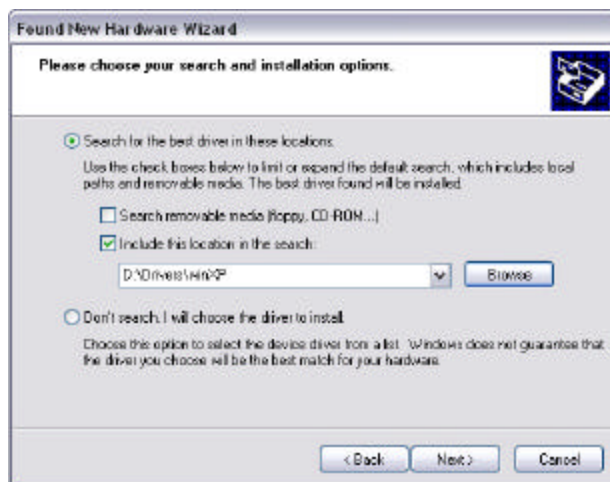 Found New Hardware Wizard
Please choose your search and installation options.
Search for the best driver in these locations.
Use the check boxes below to limit or expand the default search, which includes local
paths and removable media. The best driver found will be installed.
Search removable media (floppy, CD-ROM...)
Include this location in the search:
D:\Drivers\winXP
Browse
Don't search. I will choose the driver to install.
Choose this option to select the device driver from a list. Windows does not guarantee that
the driver you choose will be the best match for your hardware.
< Back
Next >
Cancel